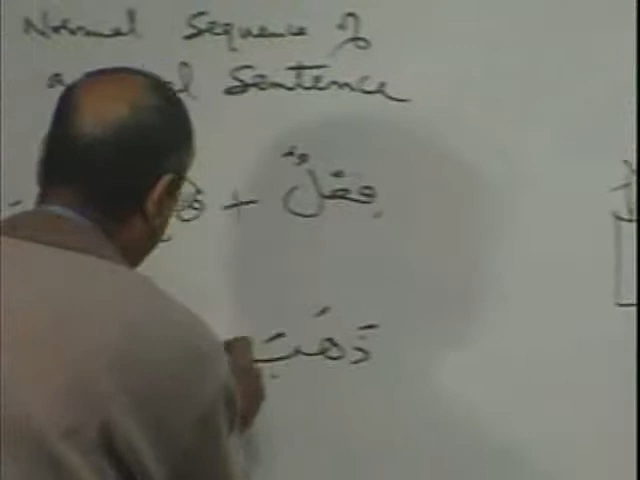 Normal Sequence of
a Sentence
فِعْلٌ +
ذَهَبَ